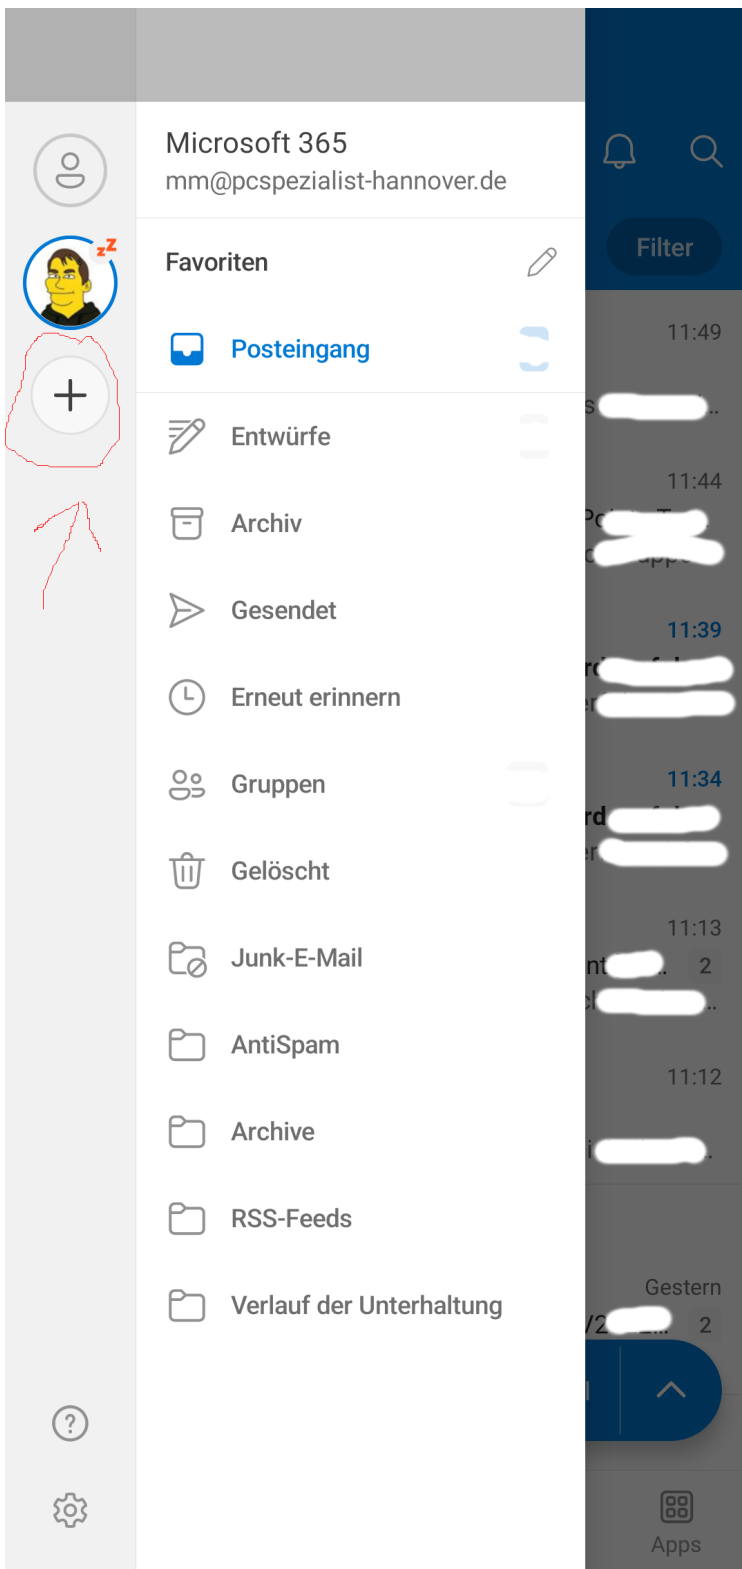 Microsoft 365
mm@pcspezialist-hannover.de
Favoriten
Posteingang
Entwürfe
Archiv
Gesendet
Erneut erinnern
Gruppen
Gelöscht
Junk-E-Mail
AntiSpam
Archive
RSS-Feeds
Verlauf der Unterhaltung
Filter
11:49
11:44
11:39
11:34
11:13
2
11:12
Gestern
2
Apps